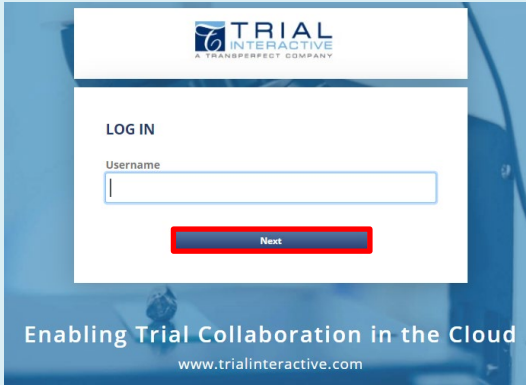 TRIAL
INTERACTIVE
A TRANSPERFECT COMPANY
LOG IN
Username
Next
Enabling Trial Collaboration in the Cloud
www.trialinteractive.com